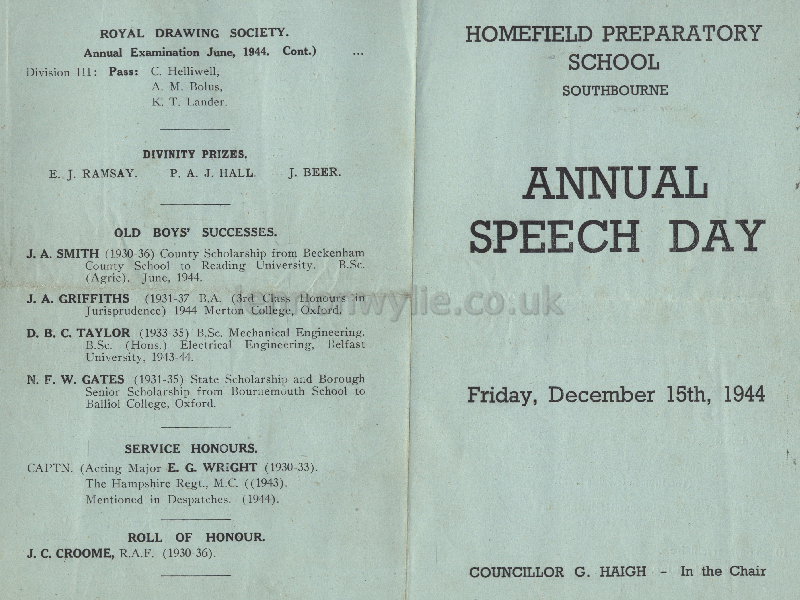 ROYAL DRAWING SOCIETY.
Annual Examination June, 1944. Cont.) ...
Division III: Pass: C. Helliwell,
A. M. Bolus,
K. T. Lander.
DIVINITY PRIZES.
E. J. RAMSAY. P. A. J. HALL. J. BEER.
OLD BOYS' SUCCESSES.
J. A. SMITH (1930-36) County Scholarship from Beckenham
County School to Reading University. B.Sc.
(Agric). June, 1944.
J. A. GRIFFITHS (1931-37 B.A. (3rd Class Honours in
Jurisprudence) 1944 Merton College, Oxford.
D. B. C. TAYLOR (1933-35) B.Sc. Mechanical Engineering.
B.Sc. (Hons.) Electrical Engineering, Belfast
University, 1943-44.
N. F. W. GATES (1931-35) State Scholarship and Borough
Senior Scholarship from Bournemouth School to
Balliol College, Oxford.
SERVICE HONOURS.
CAPTN. (Acting Major E. G. WRIGHT (1930-33).
The Hampshire Regt., M.C. ((1943).
Mentioned in Despatches. (1944).
ROLL OF HONOUR.
J. C. CROOME, R.A.F. (1930-36).
HOMEFIELD PREPARATORY
SCHOOL
SOUTHBOURNE
ANNUAL
SPEECH DAY
Friday, December 15th, 1944
COUNCILLOR G. HAIGH - In the Chair